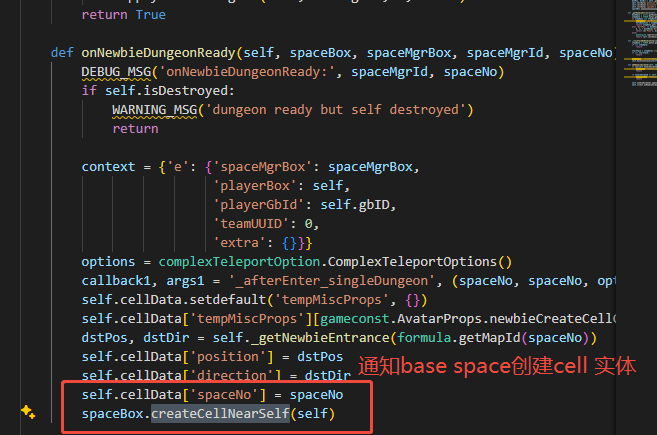 return True
def onNewbieDungeonReady(self, spaceBox, spaceMgrBox, spaceMgrId, spaceNo)
DEBUG_MSG('onNewbieDungeonReady:', spaceMgrId, spaceNo)
if self.isDestroyed:
WARNING_MSG('dungeon ready but self destroyed')
return
context = {'e': {'spaceMgrBox': spaceMgrBox,
'playerBox': self,
'playerGbId': self.gbID,
'teamUUID': 0,
'extra': {}}}
options = complexTeleportOption.ComplexTeleportOptions()
callback1, args1 = '_afterEnter_singleDungeon', (spaceNo, spaceNo, opt
self.cellData.setdefault('tempMiscProps', {})
self.cellData['tempMiscProps'][gameconst.AvatarProps.newbieCreateCell
dstPos, dstDir = self._getNewbieEntrance(formula.getMapId(spaceNo))
self.cellData['position'] = dstPos
self.cellData['direction'] = dstDir
通知base space创建cell 实体
self.cellData['spaceNo'] = spaceNo
spaceBox.createCellNearSelf(self)